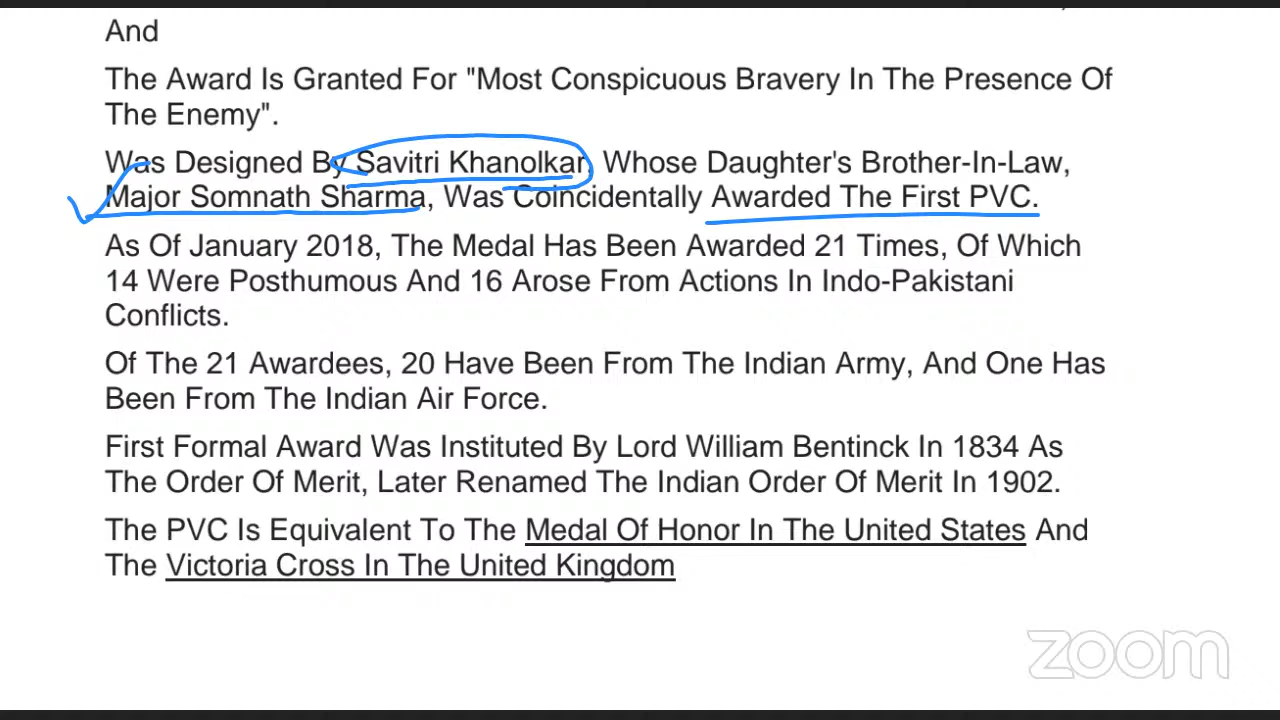 And
The Award Is Granted For "Most Conspicuous Bravery In The Presence Of
The Enemy".
Was Designed By Savitri Khanolkar, Whose Daughter's Brother-In-Law,
Major Somnath Sharma, Was Coincidentally Awarded The First PVC.
As Of January 2018, The Medal Has Been Awarded 21 Times, Of Which
14 Were Posthumous And 16 Arose From Actions In Indo-Pakistani
Conflicts.
Of The 21 Awardees, 20 Have Been From The Indian Army, And One Has
Been From The Indian Air Force.
First Formal Award Was Instituted By Lord William Bentinck In 1834 As
The Order Of Merit, Later Renamed The Indian Order Of Merit In 1902.
The PVC Is Equivalent To The Medal Of Honor In The United States And
The Victoria Cross In The United Kingdom
zoom